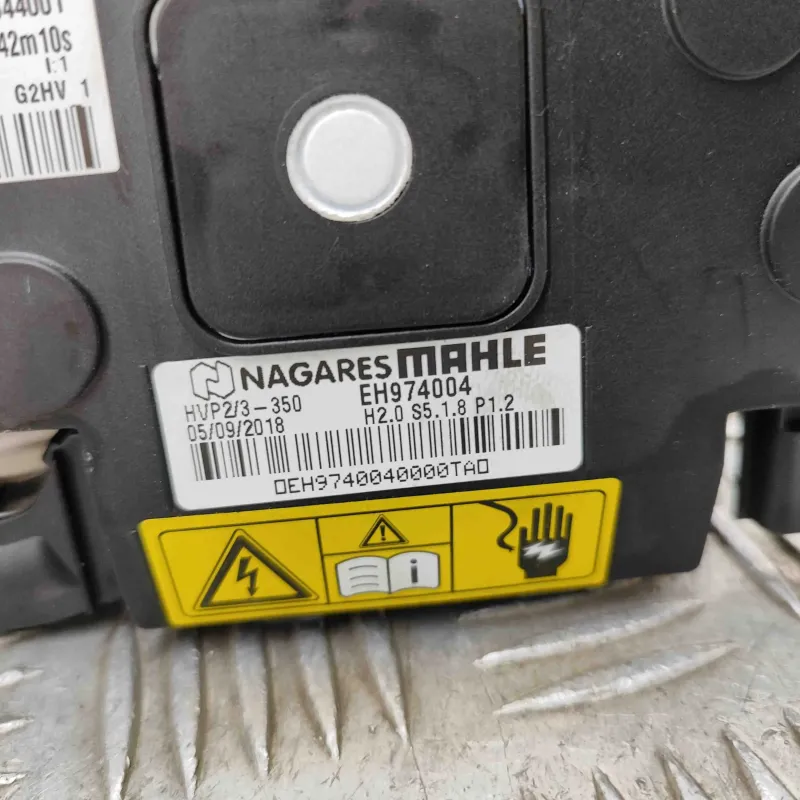 42m10s
I:1
G2HV 1
NAGARES MAHLE
HVP2/3-350 EH974004
05/09/2018 H2.0 S5.1.8 P1.2
▯EH9740040000TA▯
i